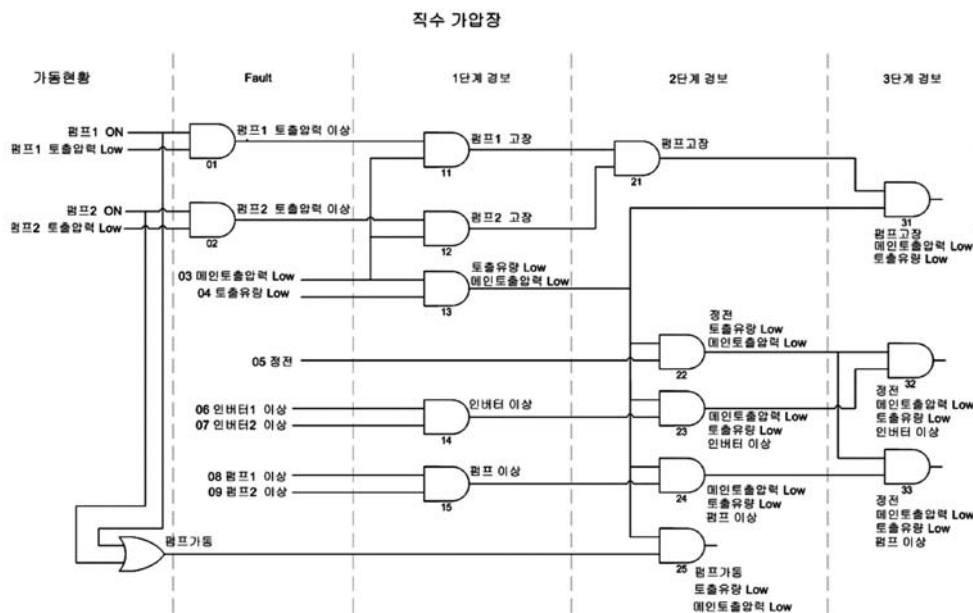 직수 가압장
가동현황
Fault
1단계 경보
2단계 경보
3단계 경보
펌프1 ON
펌프1 토출압력 Low
01
펌프1 토출압력 이상
11
펌프1 고장
21
펌프고장
31
펌프고장
메인토출압력 Low
토출유량 Low
펌프2 ON
펌프2 토출압력 Low
02
펌프2 토출압력 이상
12
펌프2 고장
03 메인토출압력 Low
04 토출유량 Low
토출유량 Low
메인토출압력 Low
13
05 정전
정전
토출유량 Low
메인토출압력 Low
22
32
정전
메인토출압력 Low
토출유량 Low
인버터 이상
06 인버터1 이상
07 인버터2 이상
인버터 이상
14
23
메인토출압력 Low
토출유량 Low
인버터 이상
08 펌프1 이상
09 펌프2 이상
펌프 이상
15
24
메인토출압력 Low
토출유량 Low
펌프 이상
33
정전
메인토출압력 Low
토출유량 Low
펌프 이상
펌프가동
25
펌프가동
토출유량 Low
메인토출압력 Low